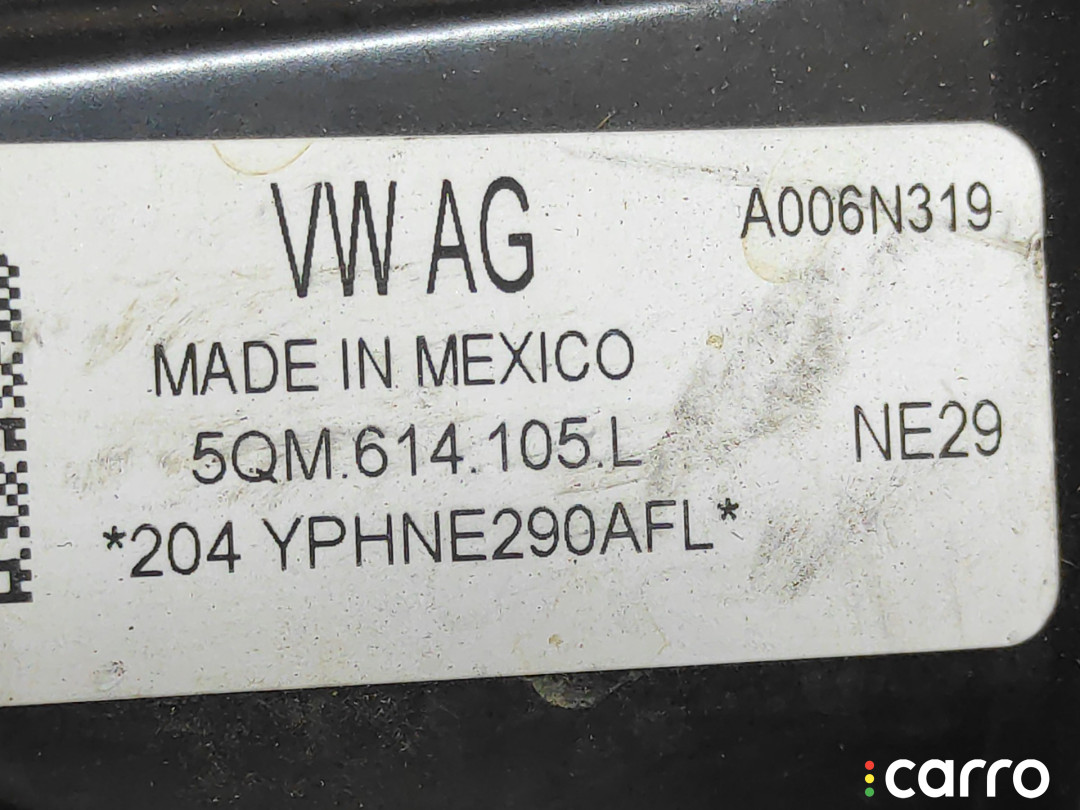 VW AG
A006N319
MADE IN MEXICO
5QM.614.105.L
NE29
*204 YPHNE290AFL*
carro